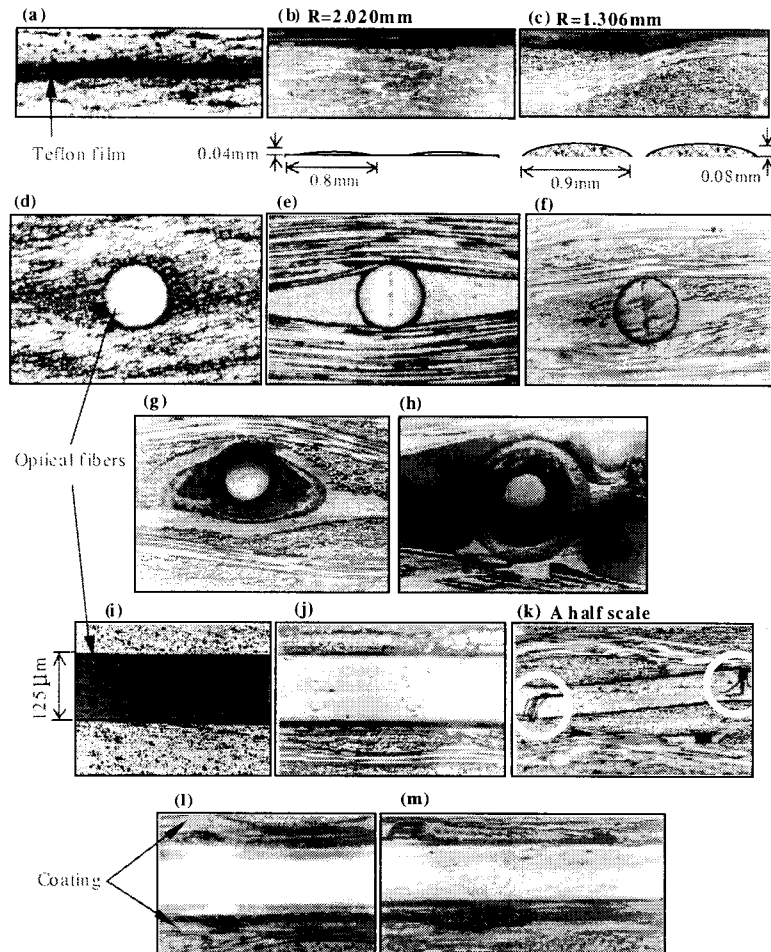 (a)
(b) R=2.020mm
(c) R=1.306mm
Teflon film
0.04mm
0.8mm
0.9mm
0.08mm
(d)
(e)
(f)
(g)
(h)
Optical fibers
(i)
(j)
(k) A half scale
125 μm
(l)
(m)
Coating